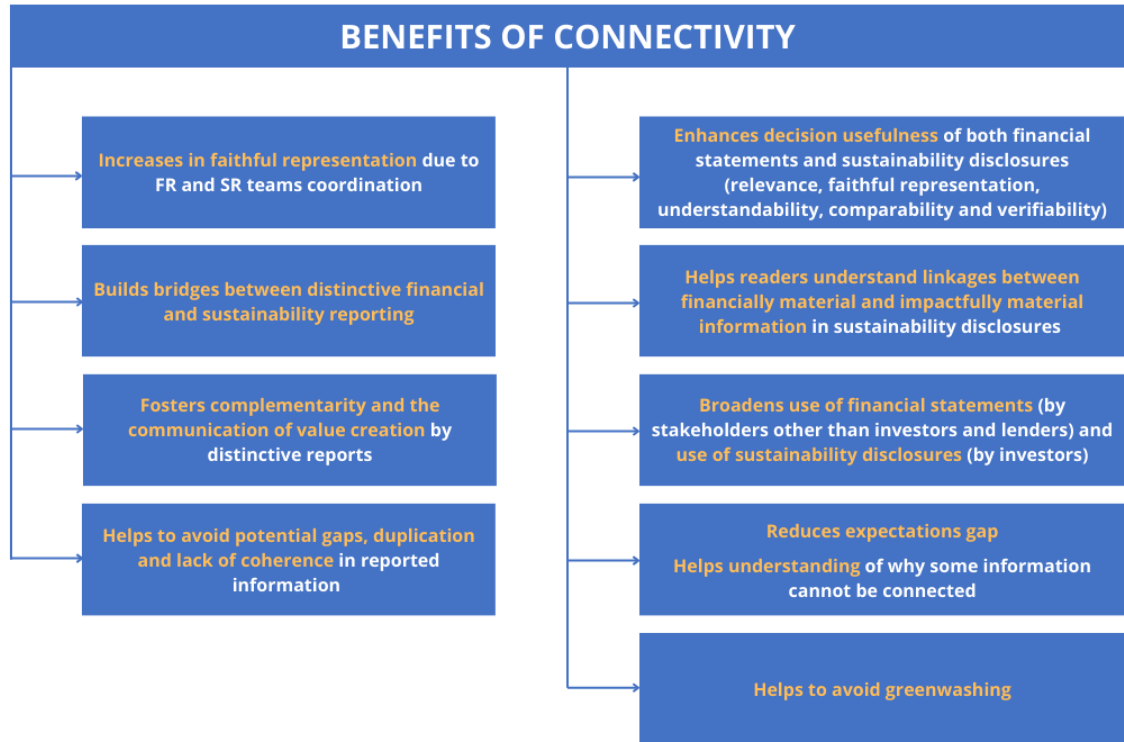 BENEFITS OF CONNECTIVITY
Increases in faithful representation due to
FR and SR teams coordination
Builds bridges between distinctive financial
and sustainability reporting
Fosters complementarity and the
communication of value creation by
distinctive reports
Helps to avoid potential gaps, duplication
and lack of coherence in reported
information
Enhances decision usefulness of both financial
statements and sustainability disclosures
(relevance, faithful representation,
understandability, comparability and verifiability)
Helps readers understand linkages between
financially material and impactfully material
information in sustainability disclosures
Broadens use of financial statements (by
stakeholders other than investors and lenders) and
use of sustainability disclosures (by investors)
Reduces expectations gap
Helps understanding of why some information
cannot be connected
Helps to avoid greenwashing